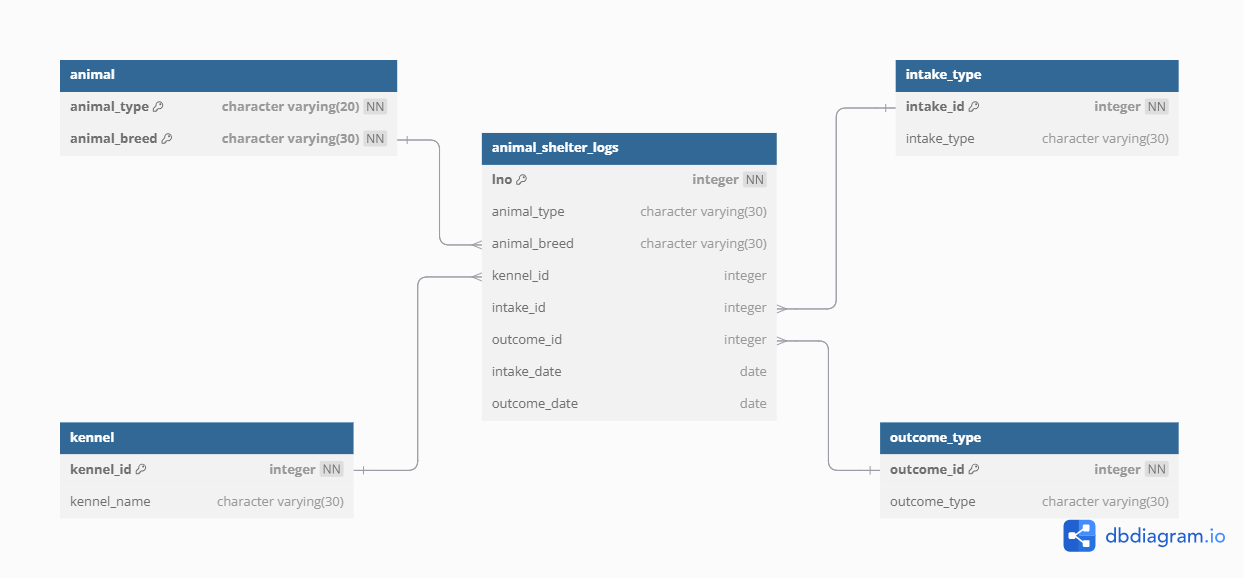 animal
animal_type character varying(20) NN
animal_breed character varying(30) NN
animal_shelter_logs
lno integer NN
animal_type character varying(30)
animal_breed character varying(30)
kennel_id integer
intake_id integer
outcome_id integer
intake_date date
outcome_date date
intake_type
intake_id integer NN
intake_type character varying(30)
kennel
kennel_id integer NN
kennel_name character varying(30)
outcome_type
outcome_id integer NN
outcome_type character varying(30)
dbdiagram.io